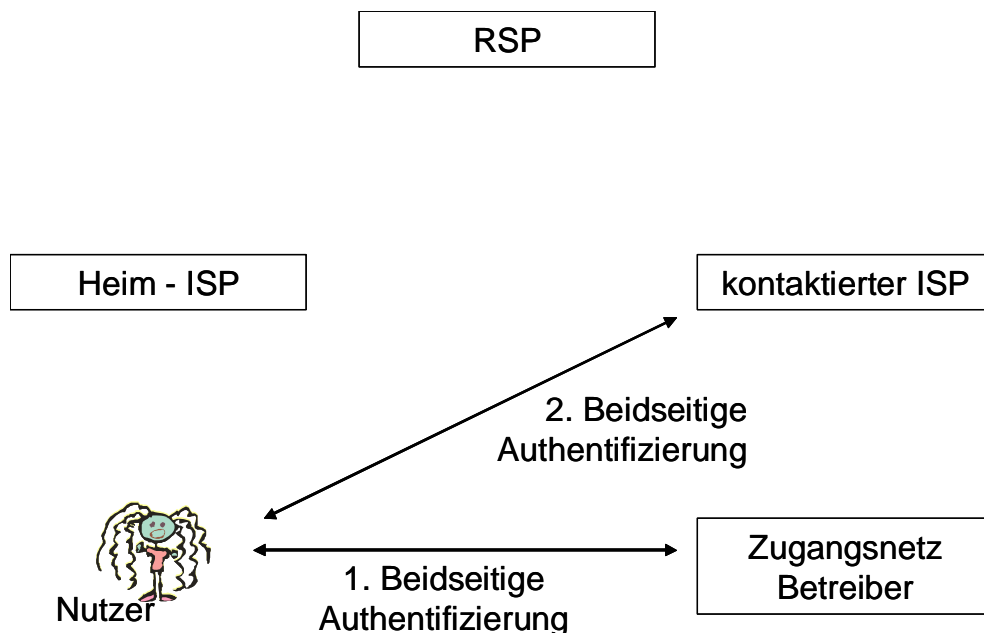 RSP
Heim - ISP
kontaktierter ISP
2. Beidseitige
Authentifizierung
Zugangsnetz
Betreiber
1. Beidseitige
Authentifizierung
Nutzer